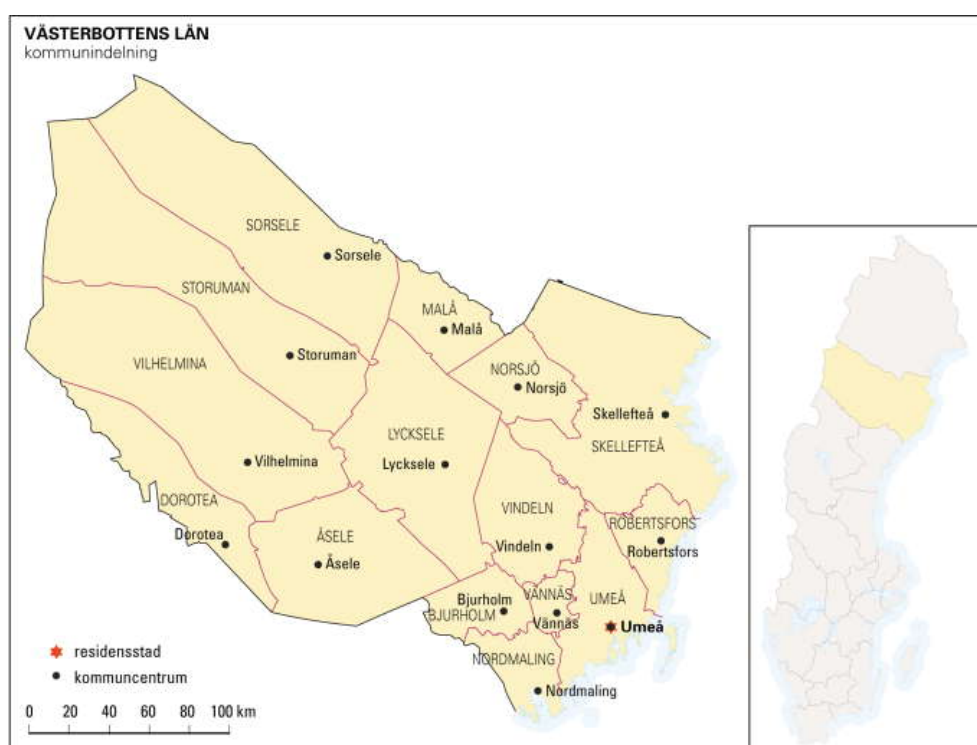 VÄSTERBOTTENS LÄN
kommunindelning
SORSELE
Sorsele
STORUMAN
MALÅ
Malå
Storuman
VILHELMINA
NORSJÖ
Norsjö
Skellefteå
SKELLEFTEÅ
LYCKSELE
Lycksele
Vilhelmina
DOROTEA
Dorotea
VINDELN
Vindeln
ROBERTSFORS
Robertsfors
ÅSELE
Åsele
Bjurholm
BJURHOLM
VÄNNÄS
Vännäs
UMEÅ
Umeå
NORDMALING
Nordmaling
residensstad
kommuncentrum
0 20 40 60 80 100 km